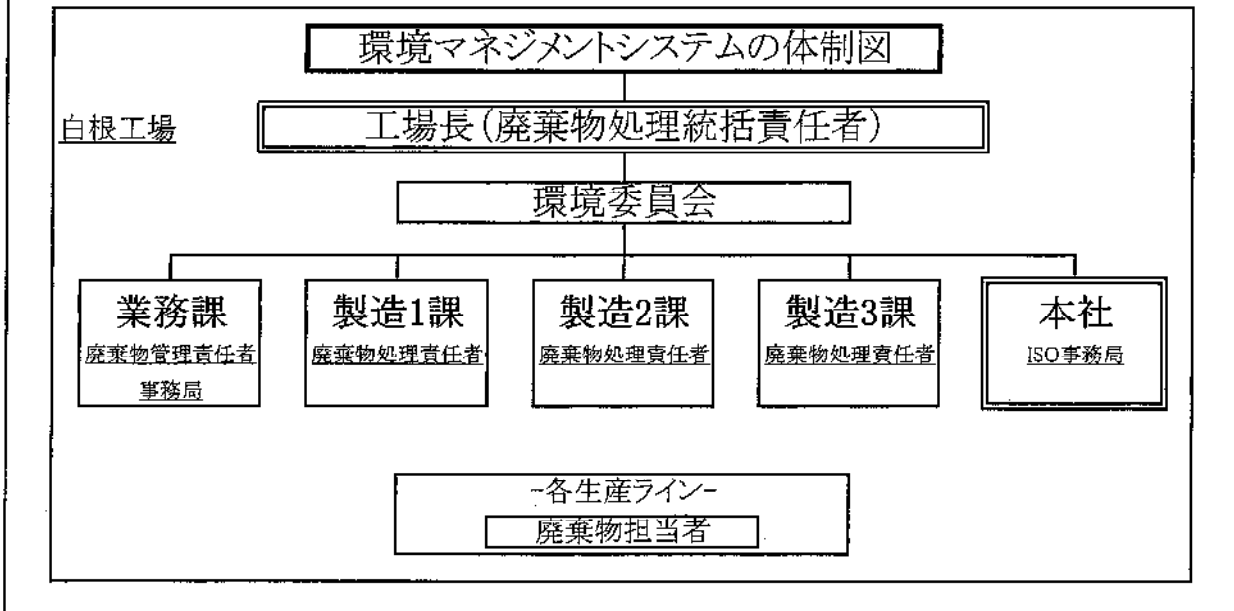 環境マネジメントシステムの体制図
白根工場
工場長(廃棄物処理統括責任者)
環境委員会
業務課
廃棄物管理責任者
事務局
製造1課
廃棄物処理責任者
製造2課
廃棄物処理責任者
製造3課
廃棄物処理責任者
本社
ISO事務局
-各生産ライン-
廃棄物担当者